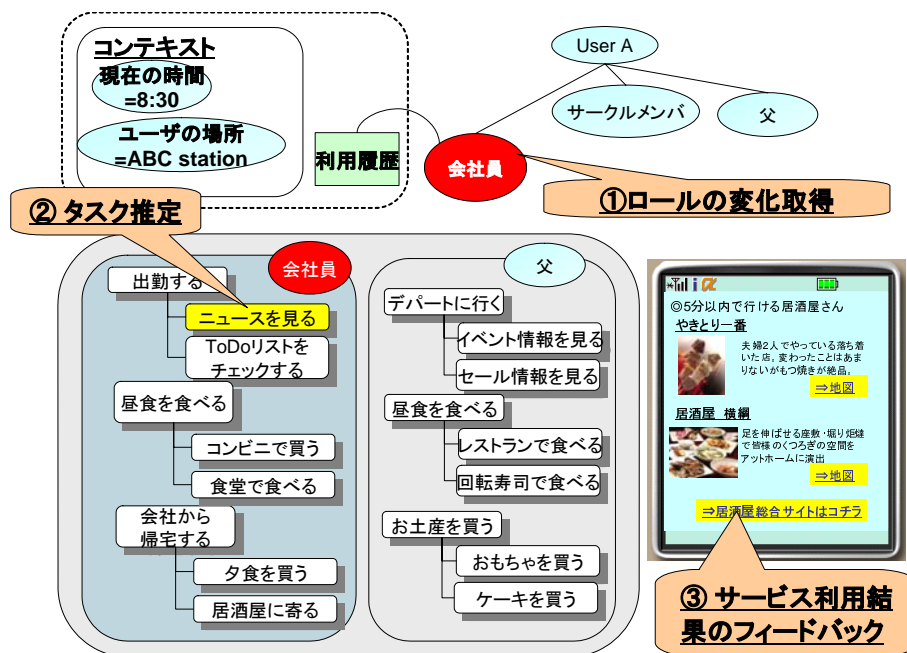 コンテキスト
現在の時間
=8:30
ユーザの場所
=ABC station
利用履歴
User A
サークルメンバ
父
会社員
①ロールの変化取得
② タスク推定
会社員
出勤する
ニュースを見る
ToDoリストを
チェックする
昼食を食べる
コンビニで買う
食堂で食べる
会社から
帰宅する
夕食を買う
居酒屋に寄る
父
デパートに行く
イベント情報を見る
セール情報を見る
昼食を食べる
レストランで食べる
回転寿司で食べる
お土産を買う
おもちゃを買う
ケーキを買う
◎5分以内で行ける居酒屋さん
やきとり一番
夫婦2人でやっている落ち着
いた店。変わったことはあま
りないがもつ焼きが絶品。
⇒地図
居酒屋 横綱
足を伸ばせる座敷・堀り炬燵
で皆様のくつろぎの空間を
アットホームに演出
⇒地図
⇒居酒屋総合サイトはコチラ
③ サービス利用結
果のフィードバック